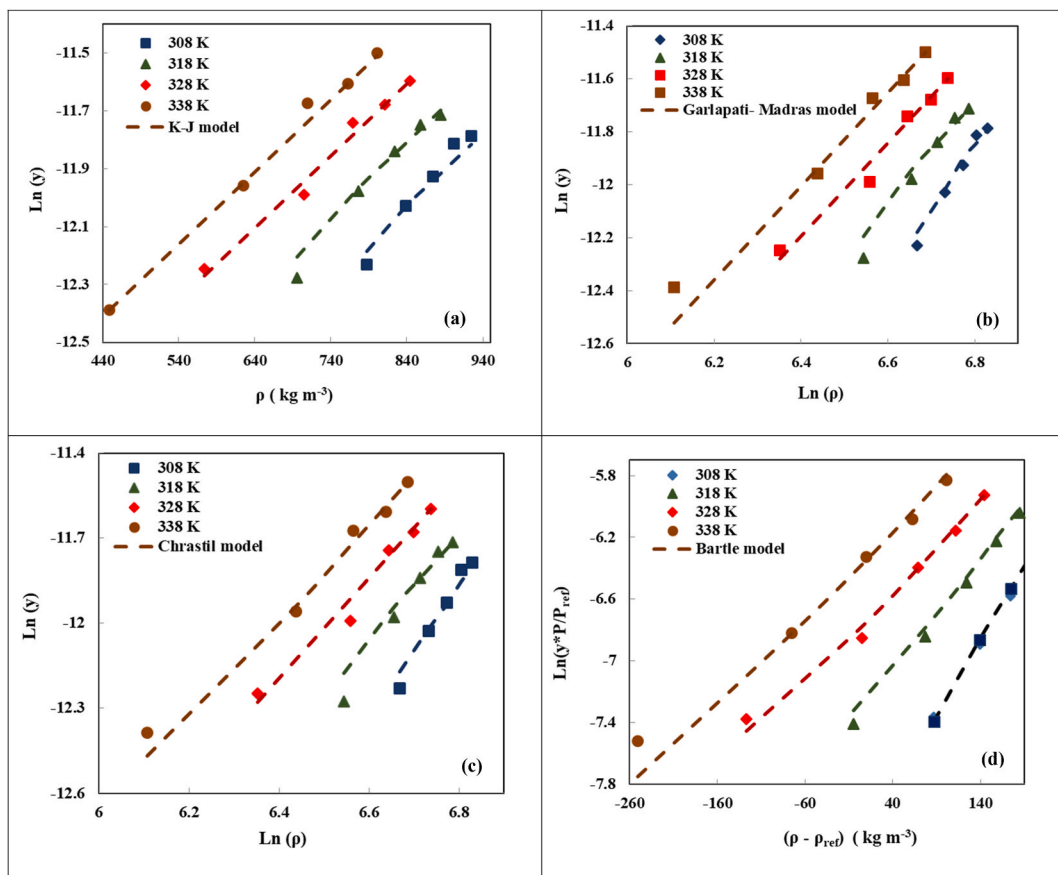 -11.5
-11.7
-11.9
-12.1
-12.3
-12.5
Ln (y)
308 K
318 K
328 K
338 K
K-J model
(a)
440 540 640 740 840 940
ρ ( kg m-3)
-11.4
-11.6
-11.8
-12
-12.2
-12.4
-12.6
Ln (y)
308 K
318 K
328 K
338 K
Garlapati- Madras model
(b)
6 6.2 6.4 6.6 6.8
Ln (ρ)
-11.4
-11.7
-12
-12.3
-12.6
Ln (y)
308 K
318 K
328 K
338 K
Chrastil model
(c)
6 6.2 6.4 6.6 6.8
Ln (ρ)
-5.8
-6.2
-6.6
-7
-7.4
-7.8
Ln(y*P/Pref)
308 K
318 K
328 K
338 K
Bartle model
(d)
-260 -160 -60 40 140
(ρ - ρref) ( kg m-3)